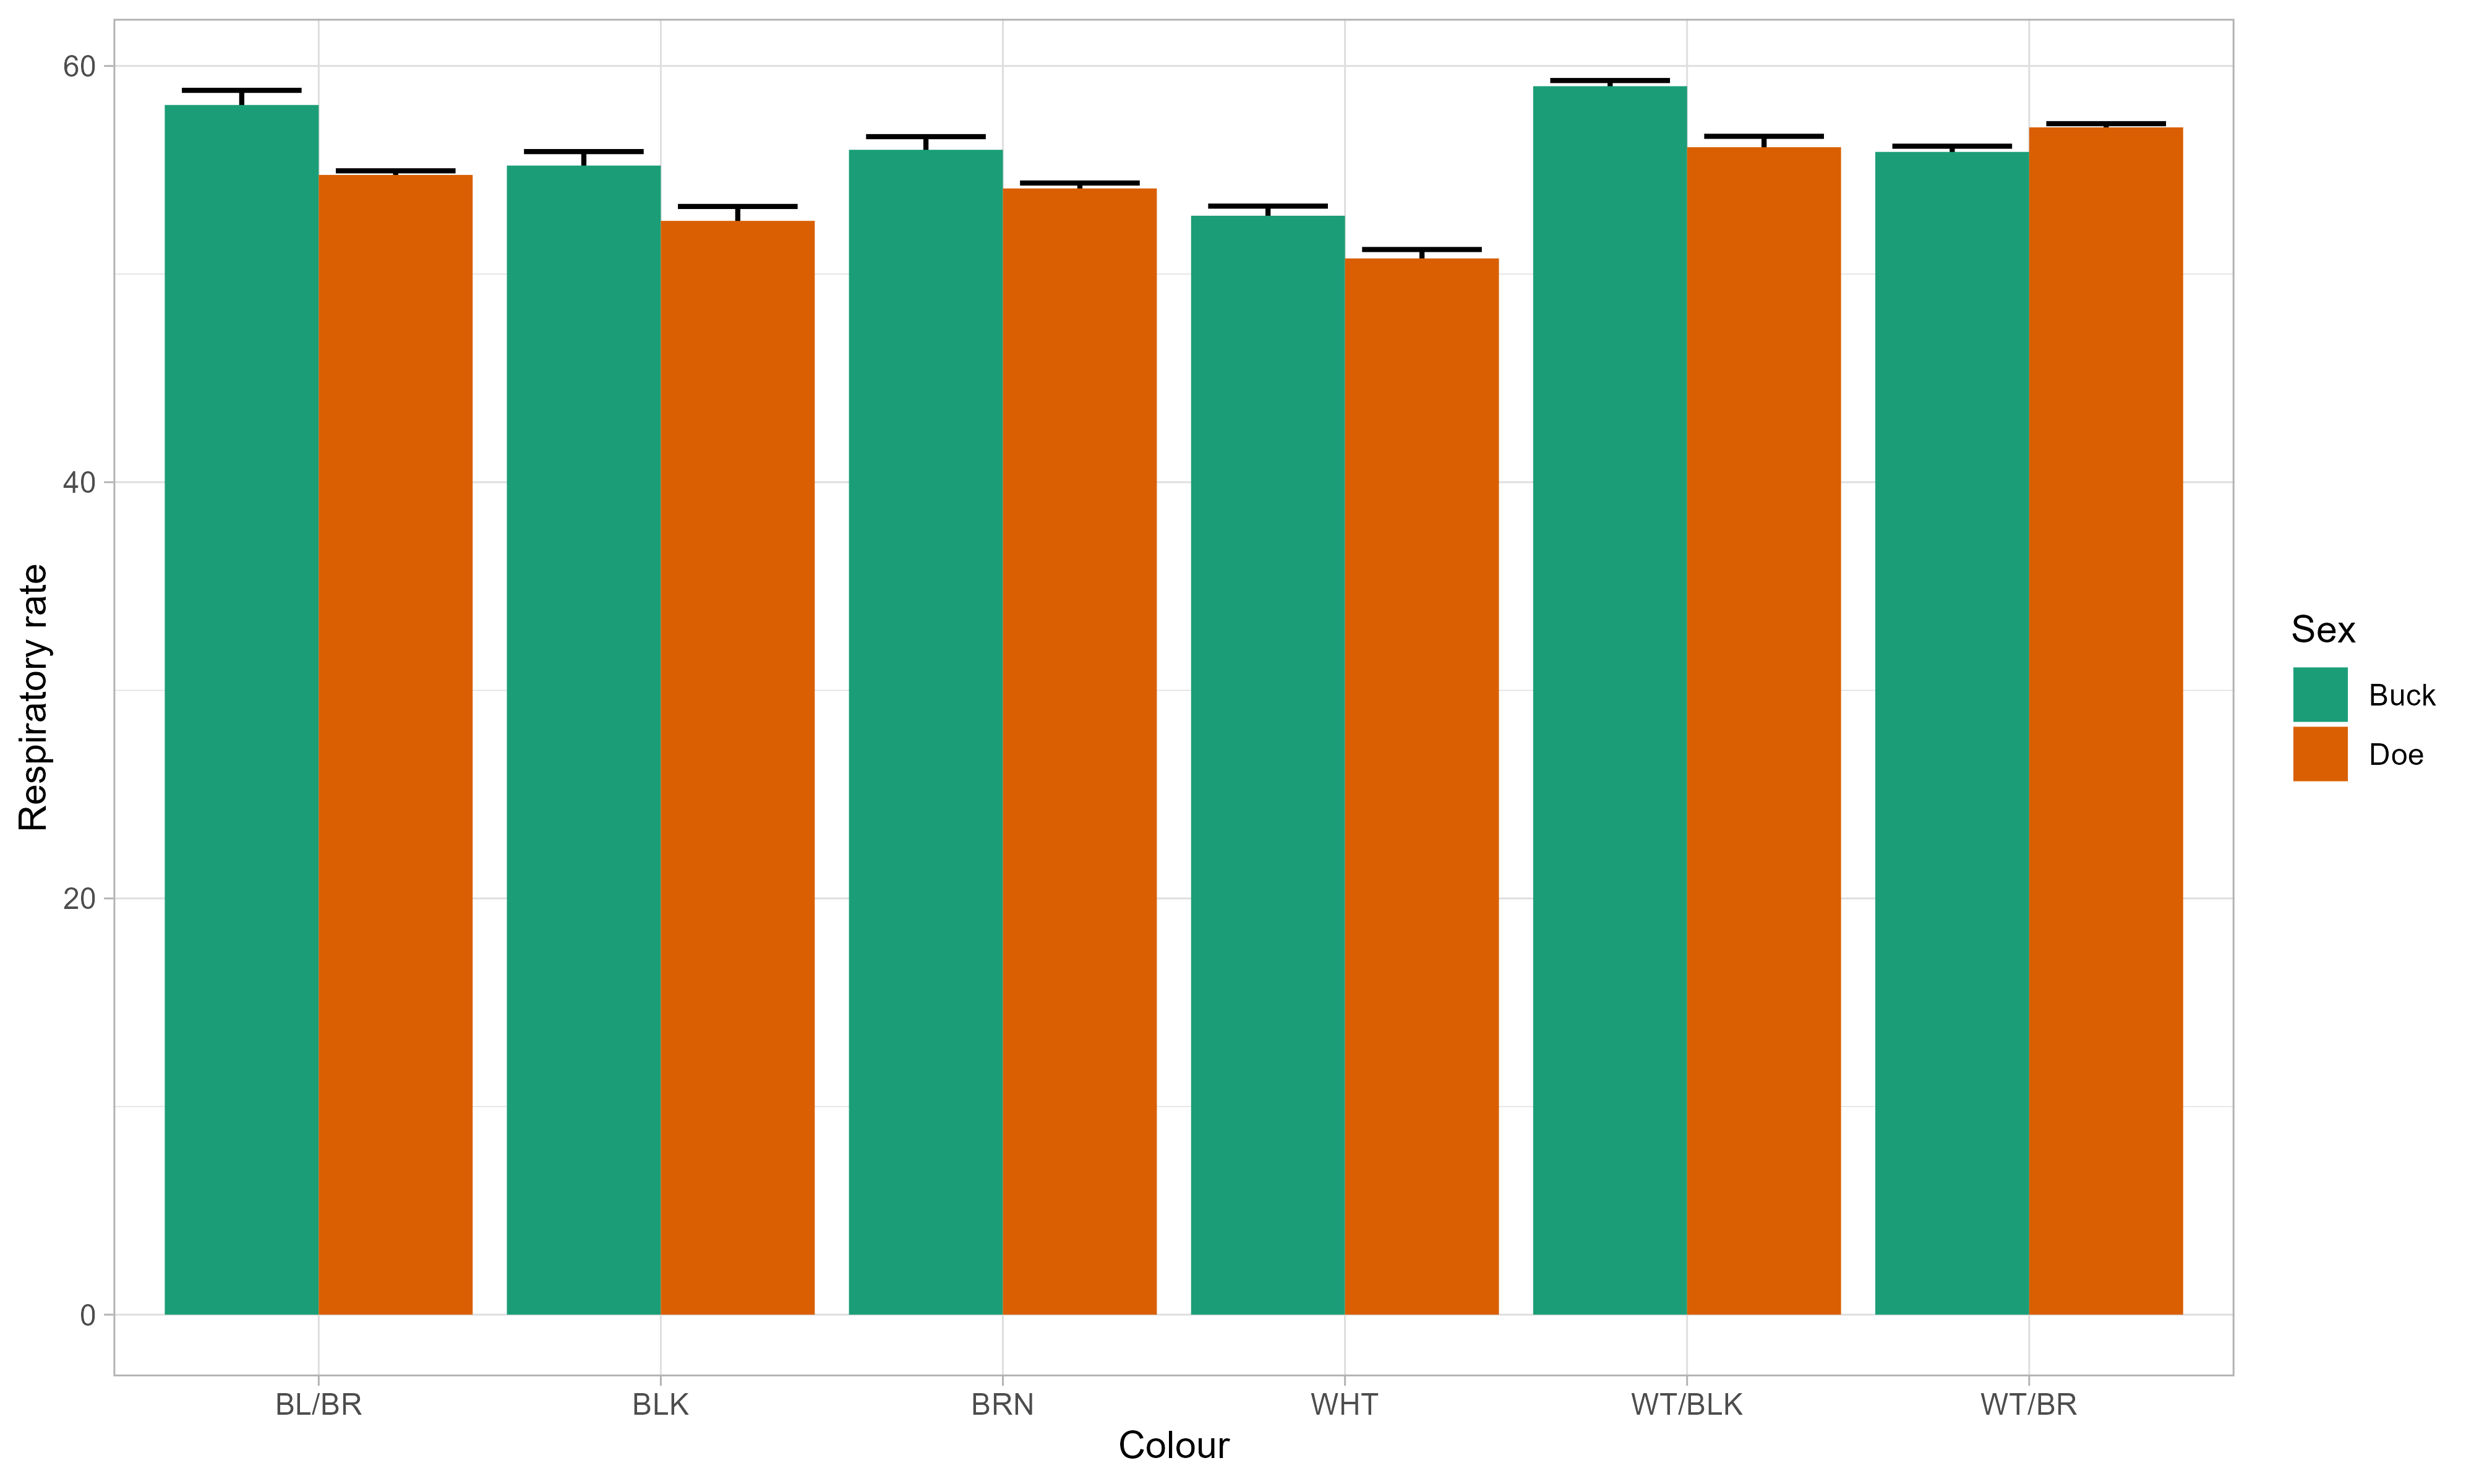 60
40
20
0
Respiratory rate
BL/BR BLK BRN WHT WT/BLK WT/BR
Colour
Sex
Buck
Doe